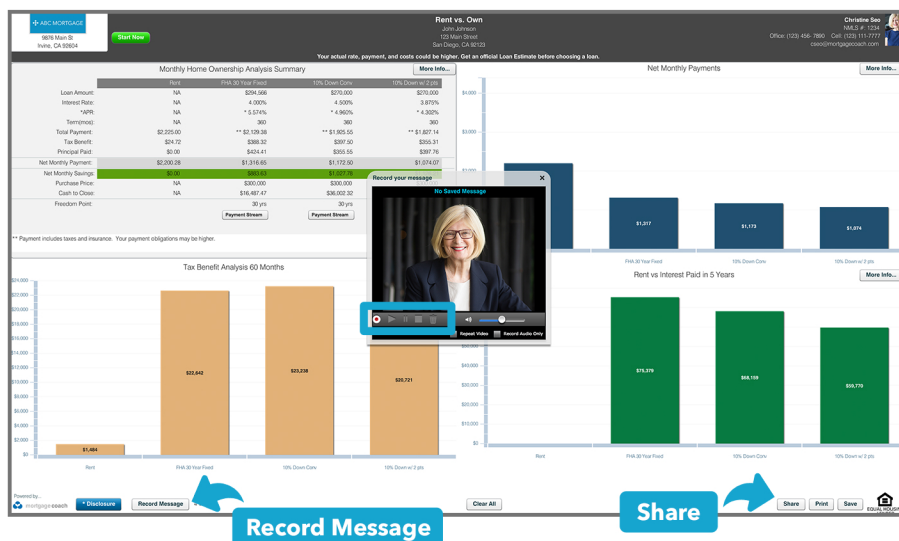 ABC MORTGAGE
9876 Main St
Irvine, CA 92604
Start Now
Rent vs. Own
John Johnson
123 Main Street
San Diego, CA 92123
Christine Seo
NMLS #: 1234
Office: (123) 456 7890 Cell: (123) 111-7777
cseo@mortgagecoach.com
Your actual rate, payment, and costs could be higher. Get an official Loan Estimate before choosing a loan.
Monthly Home Ownership Analysis Summary
More Info...
Rent FHA 30 Year Fixed 10% Down Conv 10% Down w/ 2 pts
Loan Amount: NA $294,566 $270,000 $270,000
Interest Rate: NA 4.000% 4.500% 3.875%
*APR: NA * 5.574% * 4.960% * 4.302%
Term(mos): NA 360 360 360
Total Payment: $2,225.00 ** $2,129.38 ** $1,925.55 ** $1,827.14
Tax Benefit: $24.72 $388.32 $397.50 $355.31
Principal Paid: $0.00 $424.41 $355.55 $397.76
Net Monthly Payment: $2,200.28 $1,316.65 $1,172.50 $1,074.07
Net Monthly Savings: $0.00 $883.63 $1,027.78
Purchase Price: NA $300,000 $300,000
Cash to Close: NA $16,487.47 $36,002.32
Freedom Point: 30 yrs 30 yrs
Payment Stream Payment Stream
** Payment includes taxes and insurance. Your payment obligations may be higher.
Net Monthly Payments
More Info...
$4,000
$3,000
$1,317
$1,173
$1,074
FHA 30 Year Fixed 10% Down Conv 10% Down w/ 2 pts
Record your message
No Saved Message
Repeat Video Record Audio Only
Tax Benefit Analysis 60 Months
$24,000
$22,000
$20,000
$18,000
$16,000
$14,000
$12,000
$10,000
$8,000
$6,000
$4,000
$2,000
$0
$1,484
$22,642
$23,238
$20,721
Rent FHA 30 Year Fixed 10% Down Conv 10% Down w/ 2 pts
Rent vs Interest Paid in 5 Years
More Info...
$40,000
$30,000
$20,000
$10,000
$0
$75,379
$68,159
$59,770
Rent FHA 30 Year Fixed 10% Down Conv 10% Down w/ 2 pts
Powered by...
mortgage coach
* Disclosure
Record Message
Clear All
Share
Print
Save
Record Message
Share